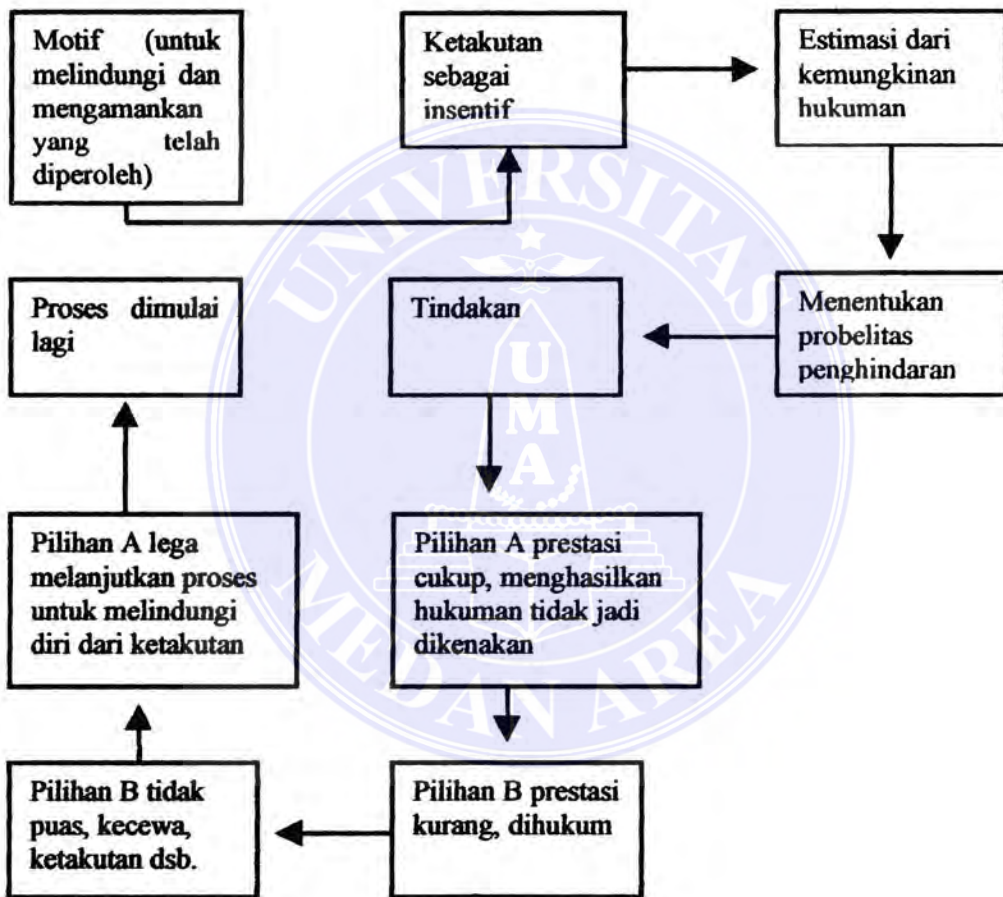 Motif (untuk
melindungi dan
mengamankan
yang telah
diperoleh)
Ketakutan
sebagai
insentif
Estimasi dari
kemungkinan
hukuman
Menentukan
probelitas
penghindaran
Tindakan
Proses dimulai
lagi
Pilihan A lega
melanjutkan proses
untuk melindungi
diri dari ketakutan
Pilihan A prestasi
cukup, menghasilkan
hukuman tidak jadi
dikenakan
Pilihan B tidak
puas, kecewa,
ketakutan dsb.
Pilihan B prestasi
kurang, dihukum
UNIVERSITAS
MEDAN AREA
U
M
A